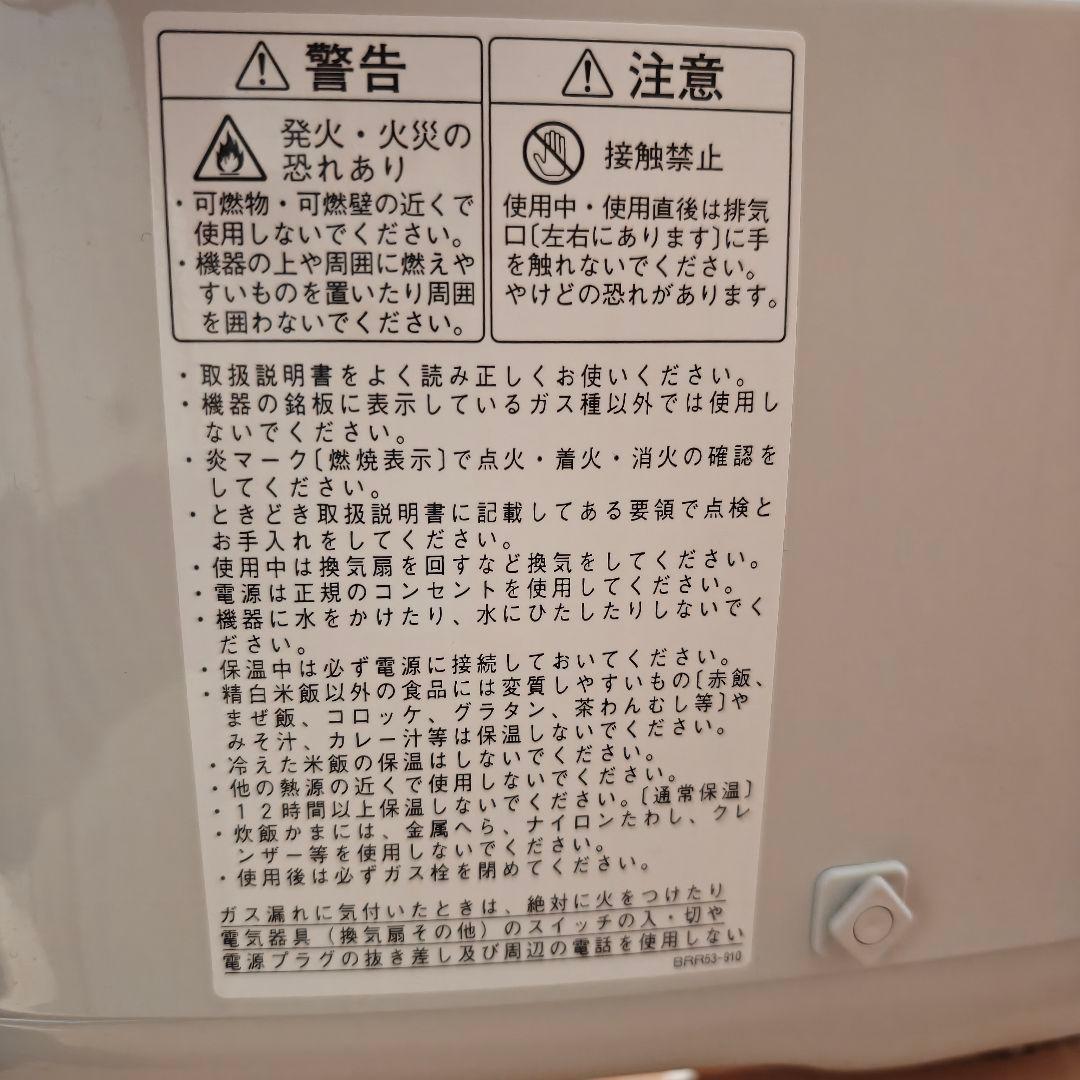 警告
発火・火災の
恐れあり
・可燃物・可燃壁の近くで
使用しないでください。
・機器の上や周囲に燃えや
すいものを置いたり周囲
を囲わないでください。
注意
接触禁止
使用中・使用直後は排気
口〔左右にあります〕に手
を触れないでください。
やけどの恐れがあります。
・取扱説明書をよく読み正しくお使いください。
・機器の銘板に表示しているガス種以外では使用し
ないでください。
・炎マーク〔燃焼表示〕で点火・着火・消火の確認を
してください。
・ときどき取扱説明書に記載してある要領で点検と
お手入れをしてください。
・使用中は換気扇を回すなど換気をしてください。
・電源は正規のコンセントを使用してください。
・機器に水をかけたり、水にひたしたりしないでく
ださい。
・保温中は必ず電源に接続しておいてください。
・精白米飯以外の食品には変質しやすいもの〔赤飯、
まぜ飯、コロッケ、グラタン、茶わんむし等〕や
みそ汁、カレー汁等は保温しないでください。
・冷えた米飯の保温はしないでください。
・他の熱源の近くで使用しないでください。
・12時間以上保温しないでください。〔通常保温〕
・炊飯かまには、金属へら、ナイロンたわし、クレ
ンザー等を使用しないでください。
・使用後は必ずガス栓を閉めてください。
ガス漏れに気付いたときは、絶対に火をつけたり
電気器具（換気扇その他）のスイッチの入・切や
電源プラグの抜き差し及び周辺の電話を使用しない
BRR53-910